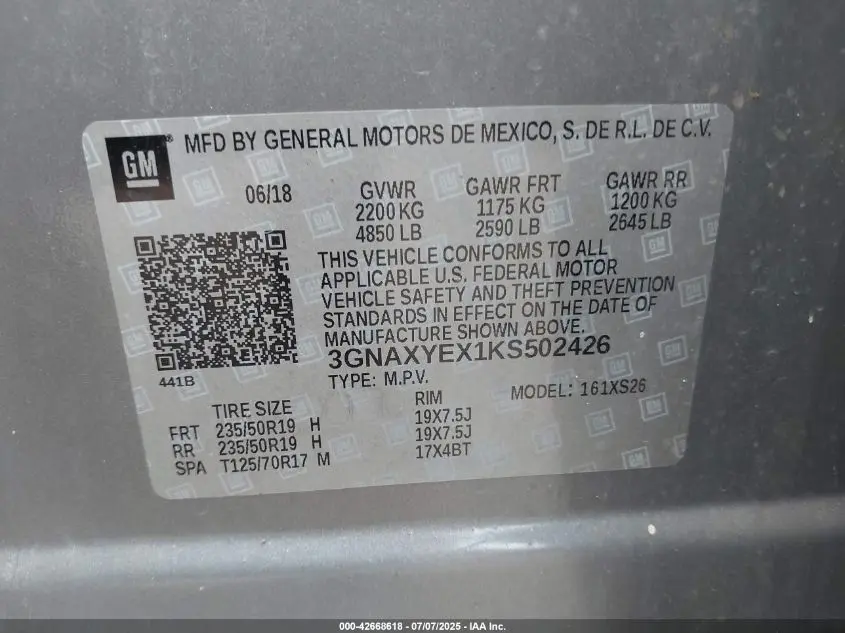 GM
MFD BY GENERAL MOTORS DE MEXICO, S. DE R.L. DE C.V.
06/18 GVWR GAWR FRT GAWR RR
2200 KG 1175 KG 1200 KG
4850 LB 2590 LB 2645 LB
THIS VEHICLE CONFORMS TO ALL
APPLICABLE U.S. FEDERAL MOTOR
VEHICLE SAFETY AND THEFT PREVENTION
STANDARDS IN EFFECT ON THE DATE OF
MANUFACTURE SHOWN ABOVE.
3GNAXYEX1KS502426
441B
TYPE: M.P.V. MODEL: 161XS26
TIRE SIZE RIM
FRT 235/50R19 H 19X7.5J
RR 235/50R19 H 19X7.5J
SPA T125/70R17 M 17X4BT
000-42668618 - 07/07/2025 - IAA Inc.